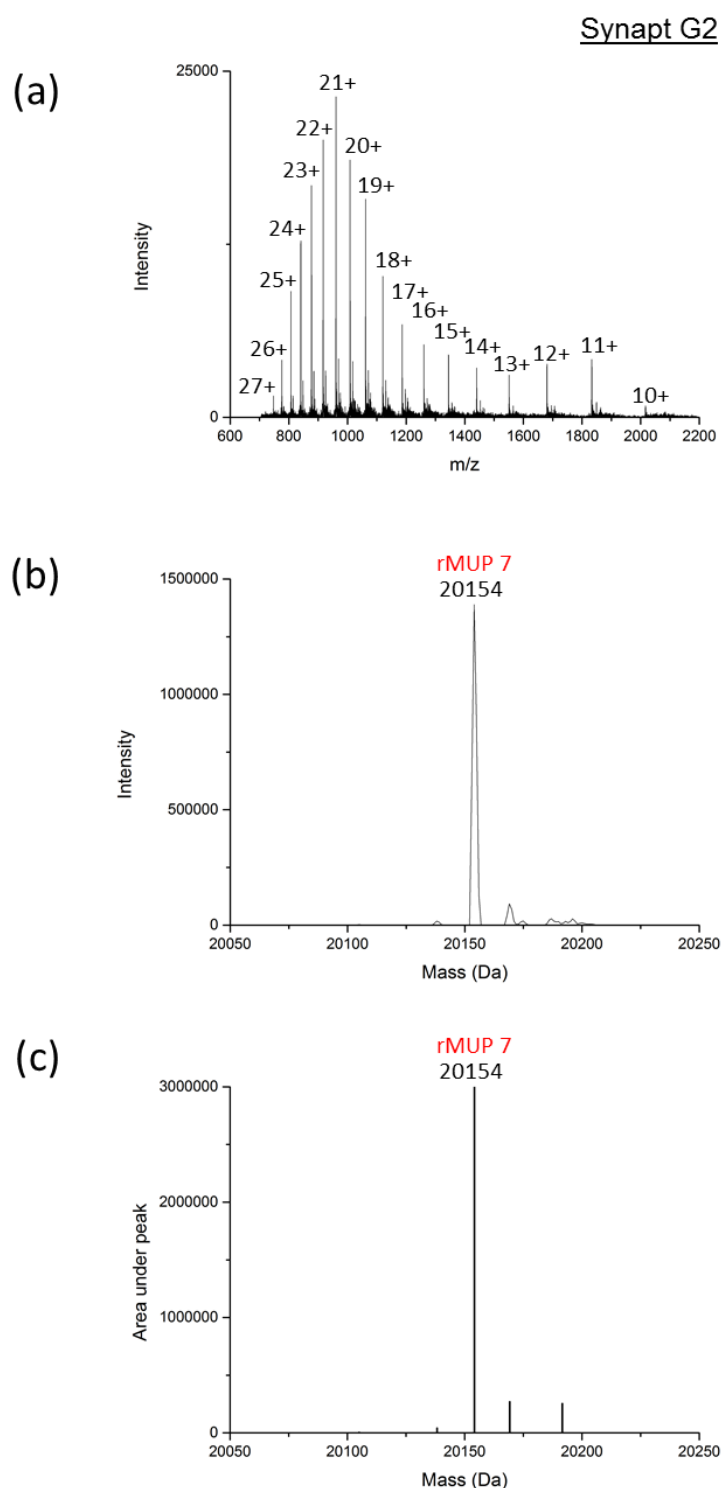 Synapt G2
(a)
25000
21+
22+
20+
23+
19+
24+
18+
25+
17+
16+
26+
15+
14+
13+
12+
11+
27+
10+
0
Intensity
600 800 1000 1200 1400 1600 1800 2000 2200
m/z
(b)
rMUP 7
20154
1500000
1000000
500000
0
Intensity
20050 20100 20150 20200 20250
Mass (Da)
(c)
rMUP 7
20154
3000000
2000000
1000000
0
Area under peak
20050 20100 20150 20200 20250
Mass (Da)